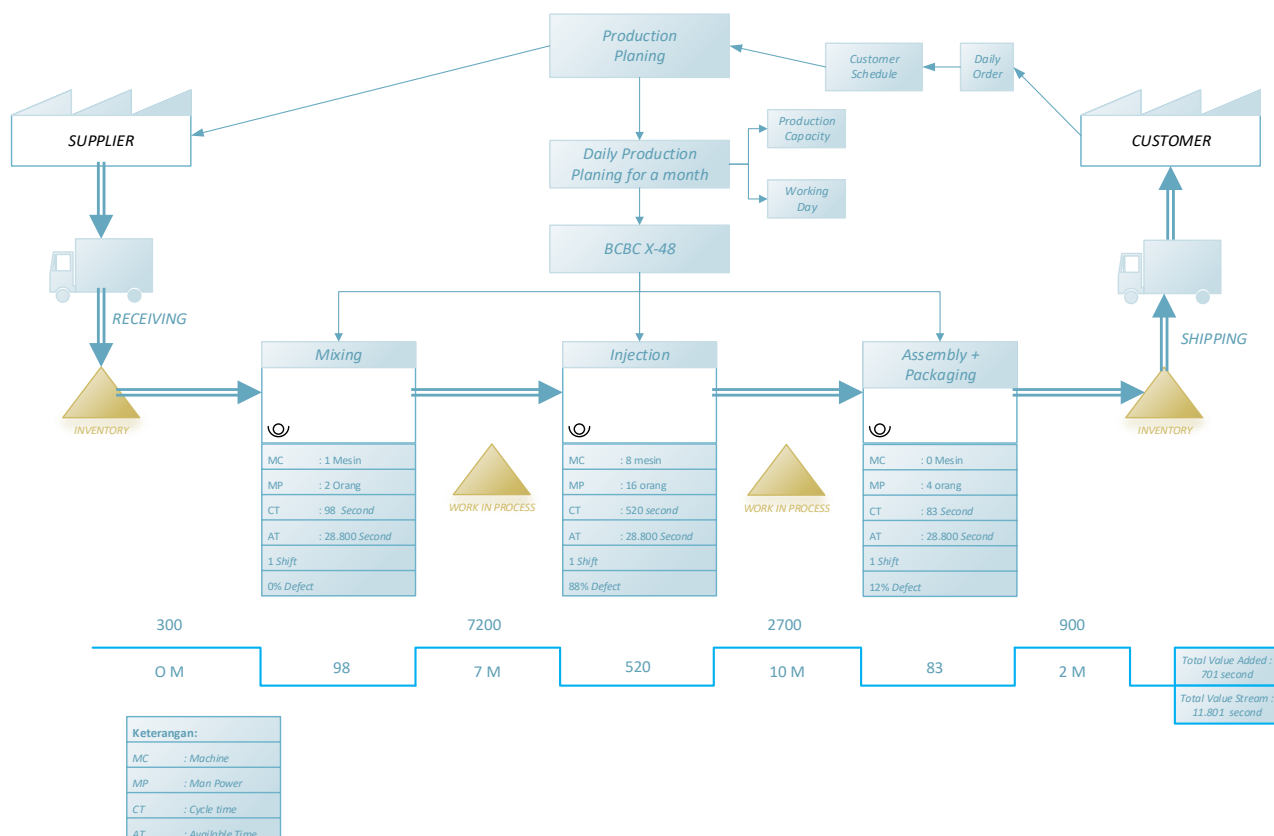 Production
Planing
Customer
Schedule
Daily
Order
SUPPLIER
CUSTOMER
Production
Capacity
Daily Production
Planing for a month
Working
Day
BCBC X-48
RECEIVING
SHIPPING
INVENTORY
INVENTORY
Mixing
MC : 1 Mesin
MP : 2 Orang
CT : 98 Second
AT : 28.800 Second
1 Shift
0% Defect
WORK IN PROCESS
Injection
MC : 8 mesin
MP : 16 orang
CT : 520 second
AT : 28.800 Second
1 Shift
88% Defect
WORK IN PROCESS
Assembly +
Packaging
MC : 0 Mesin
MP : 4 orang
CT : 83 Second
AT : 28.800 Second
1 Shift
12% Defect
300
7200
2700
900
O M
98
7 M
520
10 M
83
2 M
Total Value Added :
701 second
Total Value Stream :
11.801 second
Keterangan:
MC : Machine
MP : Man Power
CT : Cycle time
AT : Available Time